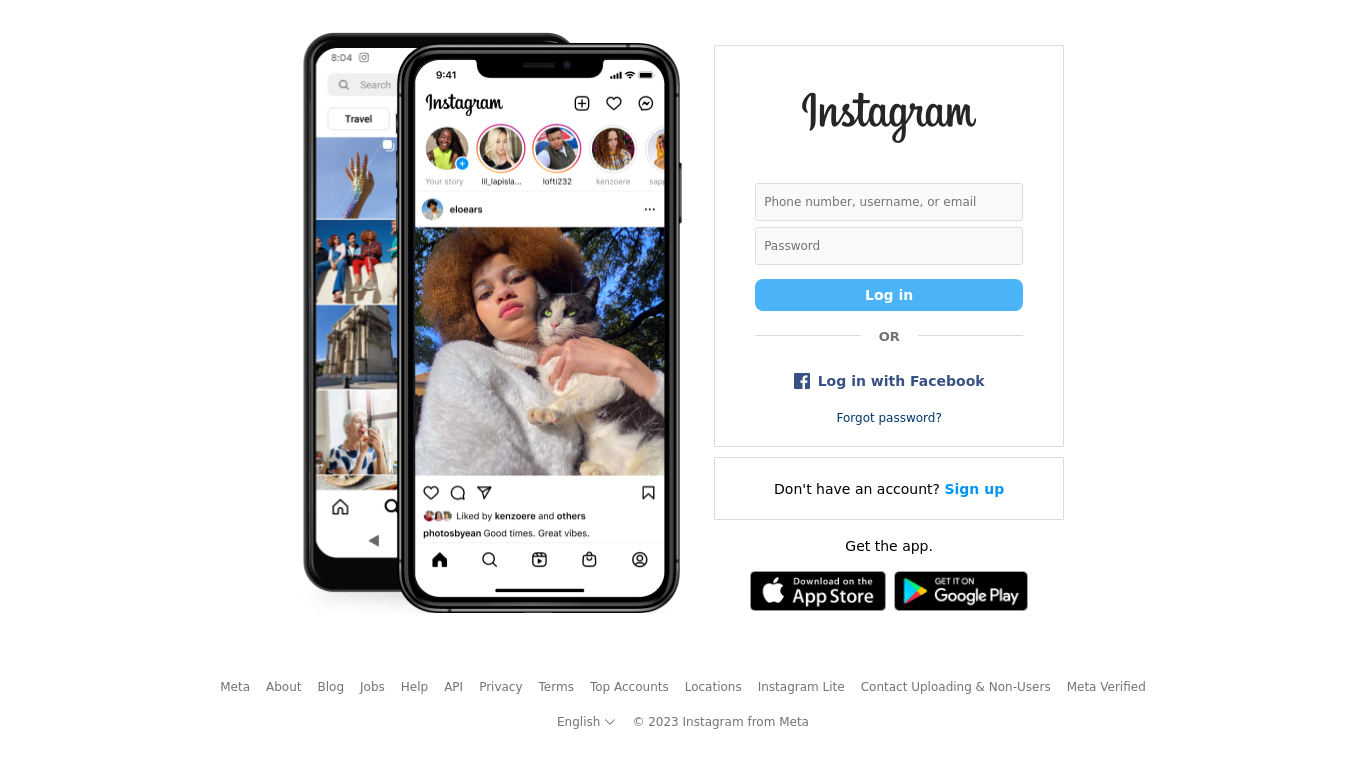 8:04
Search
Travel
9:41
Instagram
Your story lil_lapisla... lofti232 kenzoere sapp
eloears
Liked by kenzoere and others
photosbyean Good times. Great vibes.
Instagram
Phone number, username, or email
Password
Log in
OR
Log in with Facebook
Forgot password?
Don't have an account? Sign up
Get the app.
Download on the
App Store
GET IT ON
Google Play
Meta About Blog Jobs Help API Privacy Terms Top Accounts Locations Instagram Lite Contact Uploading & Non-Users Meta Verified
English © 2023 Instagram from Meta